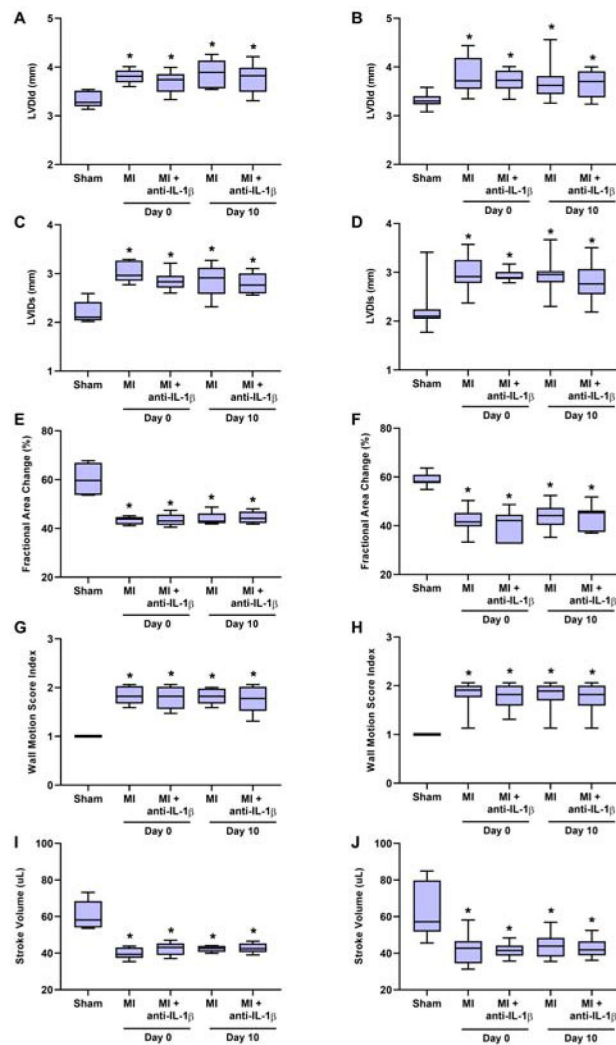 A
LVDId (mm)
4
3
2
* * * *
Sham MI MI + MI MI +
anti-IL-1β anti-IL-1β
Day 0 Day 10
B
LVDId (mm)
5
4
3
2
* * * *
Sham MI MI + MI MI +
anti-IL-1β anti-IL-1β
Day 0 Day 10
C
LVIDs (mm)
4
3
2
1
* * * *
Sham MI MI + MI MI +
anti-IL-1β anti-IL-1β
Day 0 Day 10
D
LVDIs (mm)
4
3
2
1
* * * *
Sham MI MI + MI MI +
anti-IL-1β anti-IL-1β
Day 0 Day 10
E
Fractional Area Change (%)
80
60
40
20
* * * *
Sham MI MI + MI MI +
anti-IL-1β anti-IL-1β
Day 0 Day 10
F
Fractional Area Change (%)
80
60
40
20
* * * *
Sham MI MI + MI MI +
anti-IL-1β anti-IL-1β
Day 0 Day 10
G
Wall Motion Score Index
3
2
1
0
* * * *
Sham MI MI + MI MI +
anti-IL-1β anti-IL-1β
Day 0 Day 10
H
Wall Motion Score Index
3
2
1
0
* * * *
Sham MI MI + MI MI +
anti-IL-1β anti-IL-1β
Day 0 Day 10
I
Stroke Volume (uL)
100
80
60
40
20
* * * *
Sham MI MI + MI MI +
anti-IL-1β anti-IL-1β
Day 0 Day 10
J
Stroke Volume (uL)
100
80
60
40
20
* * * *
Sham MI MI + MI MI +
anti-IL-1β anti-IL-1β
Day 0 Day 10